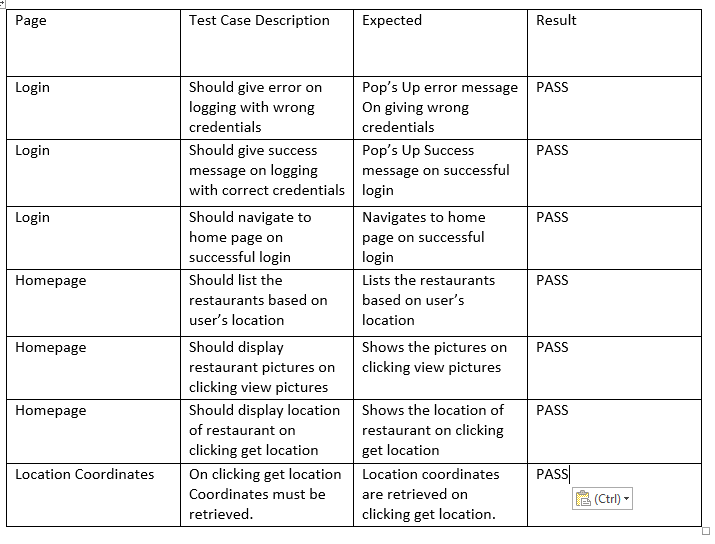 Page Test Case Description Expected Result
Login Should give error on Pop's Up error message PASS
logging with wrong On giving wrong
credentials credentials
Login Should give success Pop's Up Success PASS
message on logging message on successful
with correct credentials login
Login Should navigate to Navigates to home PASS
home page on page on successful
successful login login
Homepage Should list the Lists the restaurants PASS
restaurants based on based on user's
user's location location
Homepage Should display Shows the pictures on PASS
restaurant pictures on clicking view pictures
clicking view pictures
Homepage Should display location Shows the location of PASS
of restaurant on restaurant on clicking
clicking get location get location
Location Coordinates On clicking get location Location coordinates PASS
Coordinates must be are retrieved on
retrieved. clicking get location.
(Ctrl)